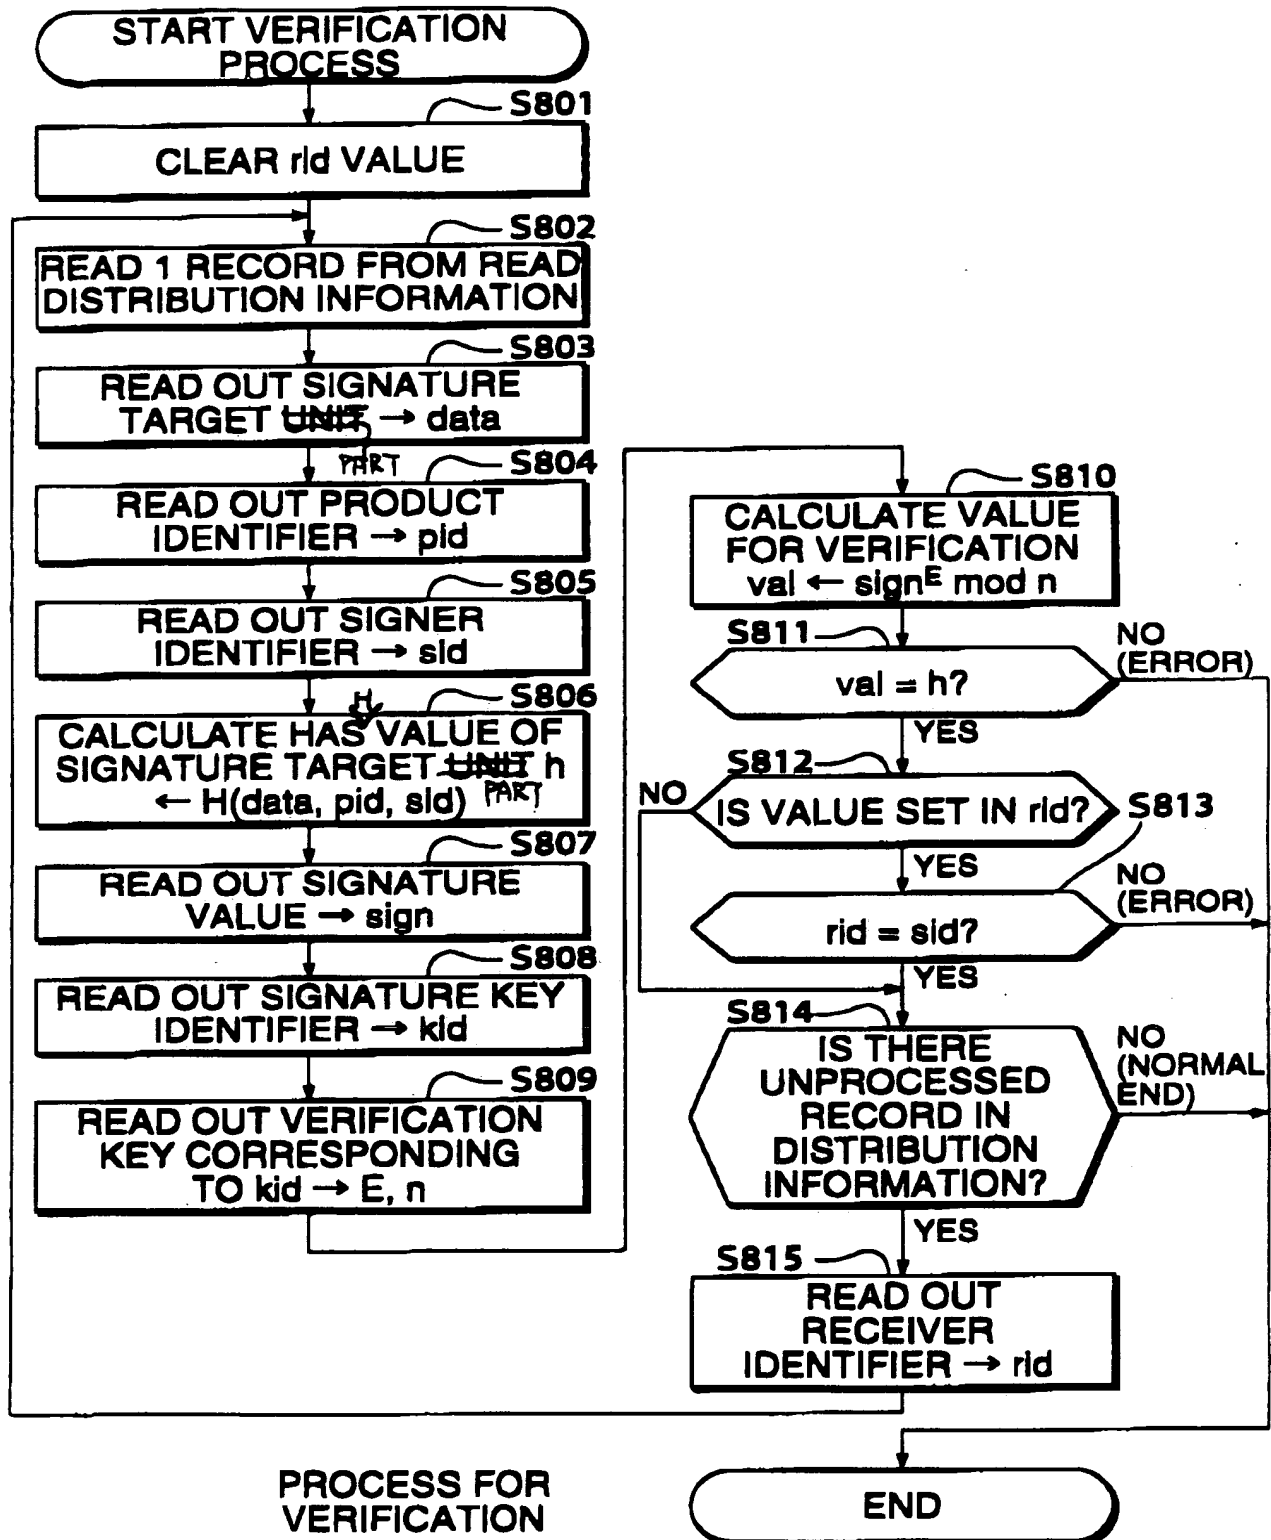 START VERIFICATION
PROCESS
S801
CLEAR rid VALUE
S802
READ 1 RECORD FROM READ
DISTRIBUTION INFORMATION
S803
READ OUT SIGNATURE
TARGET UNIT → data
PART
S804
READ OUT PRODUCT
IDENTIFIER → pid
S805
READ OUT SIGNER
IDENTIFIER → sid
S806
H
CALCULATE HAS VALUE OF
SIGNATURE TARGET UNIT h
← H(data, pid, sid) PART
S807
READ OUT SIGNATURE
VALUE → sign
S808
READ OUT SIGNATURE KEY
IDENTIFIER → kid
S809
READ OUT VERIFICATION
KEY CORRESPONDING
TO kid → E, n
S810
CALCULATE VALUE
FOR VERIFICATION
val ← sign^E mod n
S811
val = h?
NO
(ERROR)
YES
S812
NO
IS VALUE SET IN rid?
S813
YES
NO
(ERROR)
rid = sid?
YES
S814
IS THERE
UNPROCESSED
RECORD IN
DISTRIBUTION
INFORMATION?
NO
(NORMAL
END)
YES
S815
READ OUT
RECEIVER
IDENTIFIER → rid
PROCESS FOR
VERIFICATION
END